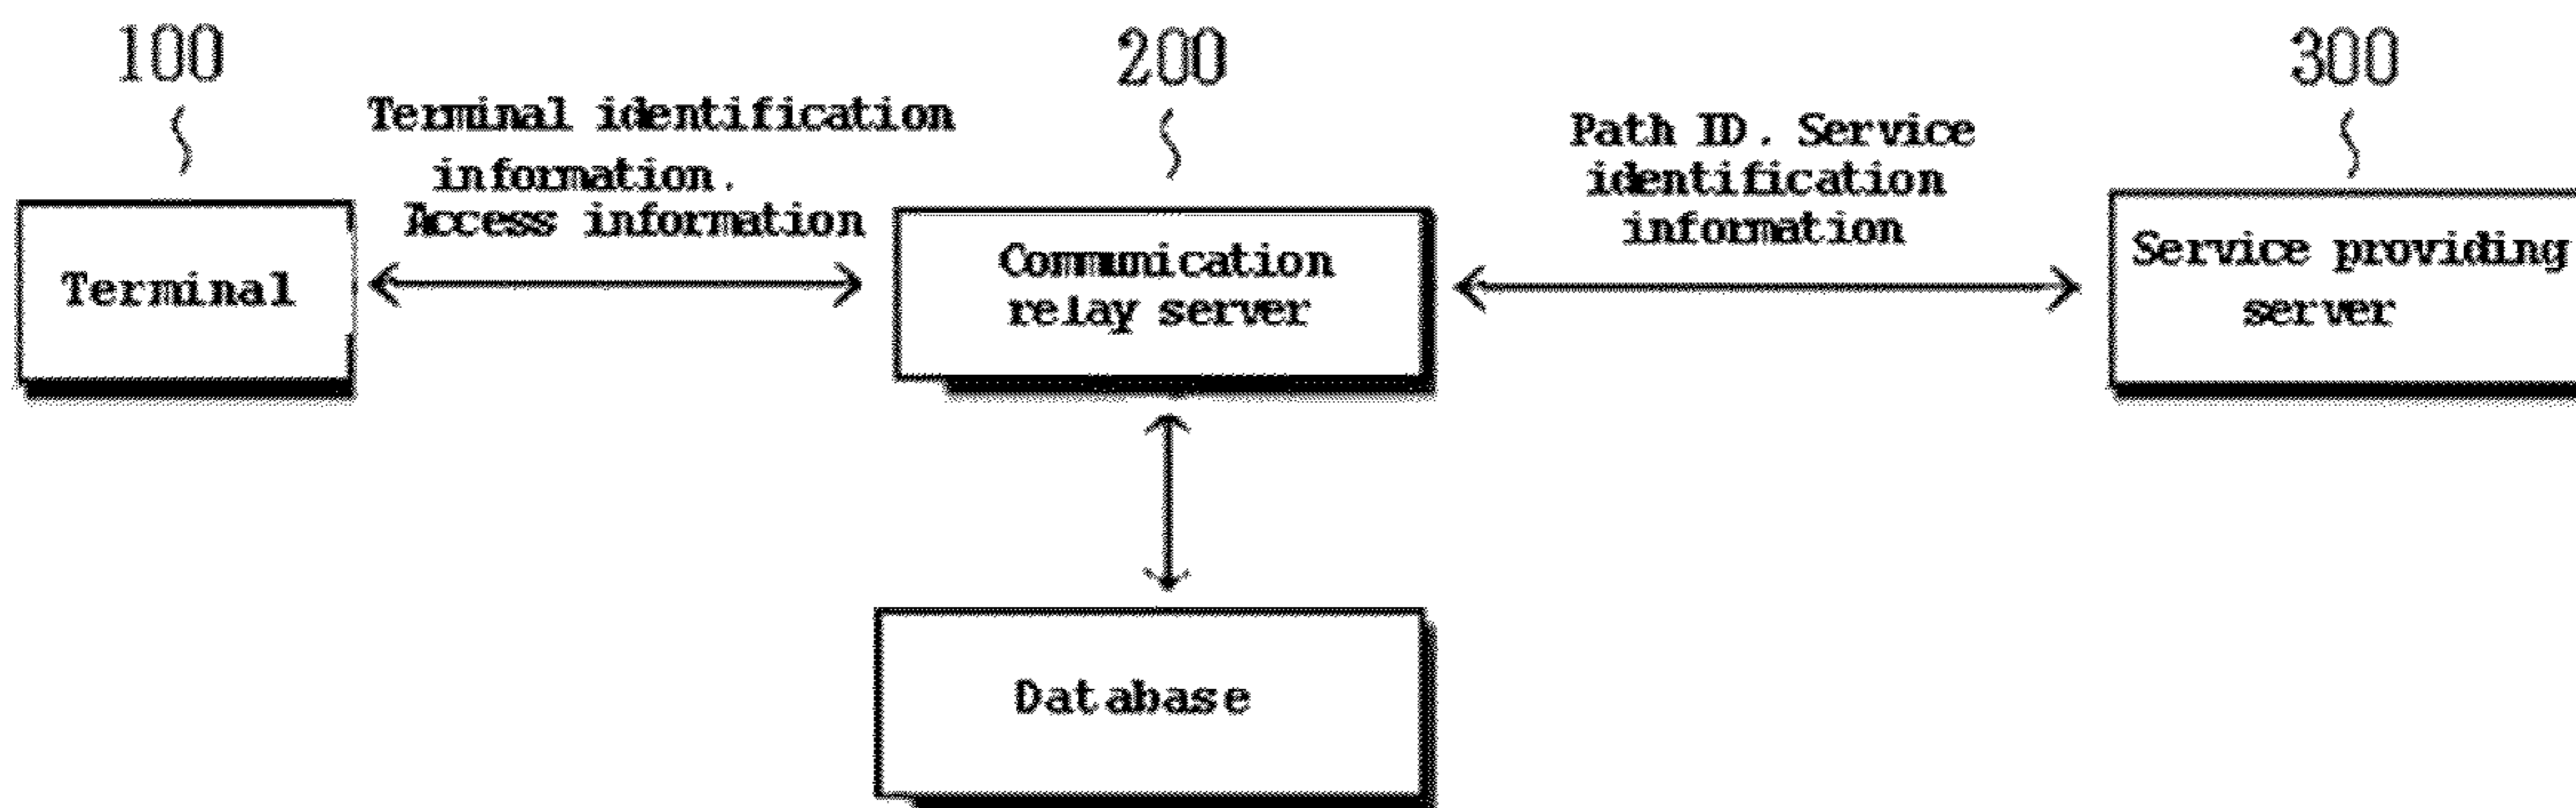 100
200
300
Terminal identification
information.
Access information
Path ID. Service
identification
information
Terminal
Communication
relay server
Service providing
server
Database